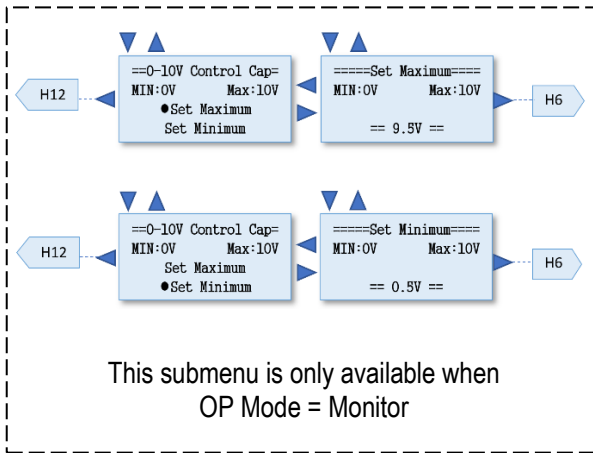 ==0-10V Control Cap=
MIN:0V Max:10V
●Set Maximum
Set Minimum
=====Set Maximum====
MIN:0V Max:10V
== 9.5V ==
H12
H6
==0-10V Control Cap=
MIN:0V Max:10V
Set Maximum
●Set Minimum
=====Set Minimum====
MIN:0V Max:10V
== 0.5V ==
H12
H6
This submenu is only available when
OP Mode = Monitor